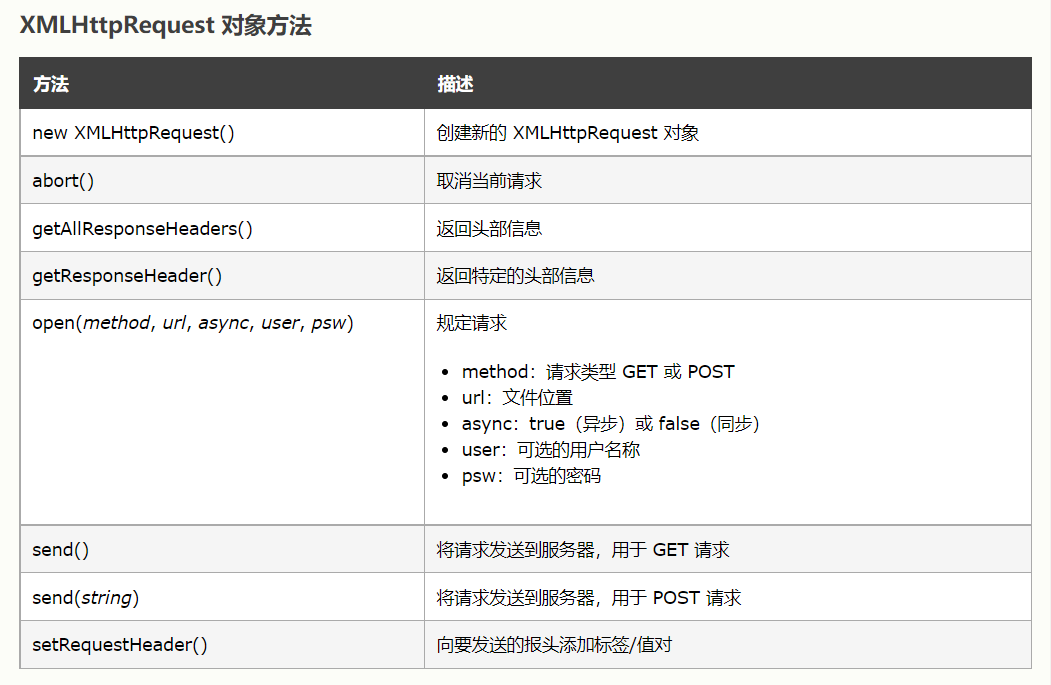 XMLHttpRequest 对象方法
方法 描述
new XMLHttpRequest() 创建新的 XMLHttpRequest 对象
abort() 取消当前请求
getAllResponseHeaders() 返回头部信息
getResponseHeader() 返回特定的头部信息
open(method, url, async, user, psw) 规定请求
• method：请求类型 GET 或 POST
• url：文件位置
• async：true（异步）或 false（同步）
• user：可选的用户名称
• psw：可选的密码
send() 将请求发送到服务器，用于 GET 请求
send(string) 将请求发送到服务器，用于 POST 请求
setRequestHeader() 向要发送的报头添加标签/值对